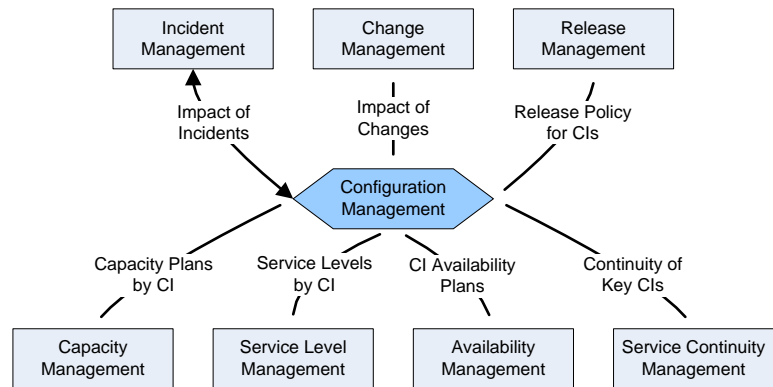 Incident
Management
Change
Management
Release
Management
Impact of
Incidents
Impact of
Changes
Release Policy
for CIs
Configuration
Management
Capacity Plans
by CI
Service Levels
by CI
CI Availability
Plans
Continuity of
Key CIs
Capacity
Management
Service Level
Management
Availability
Management
Service Continuity
Management